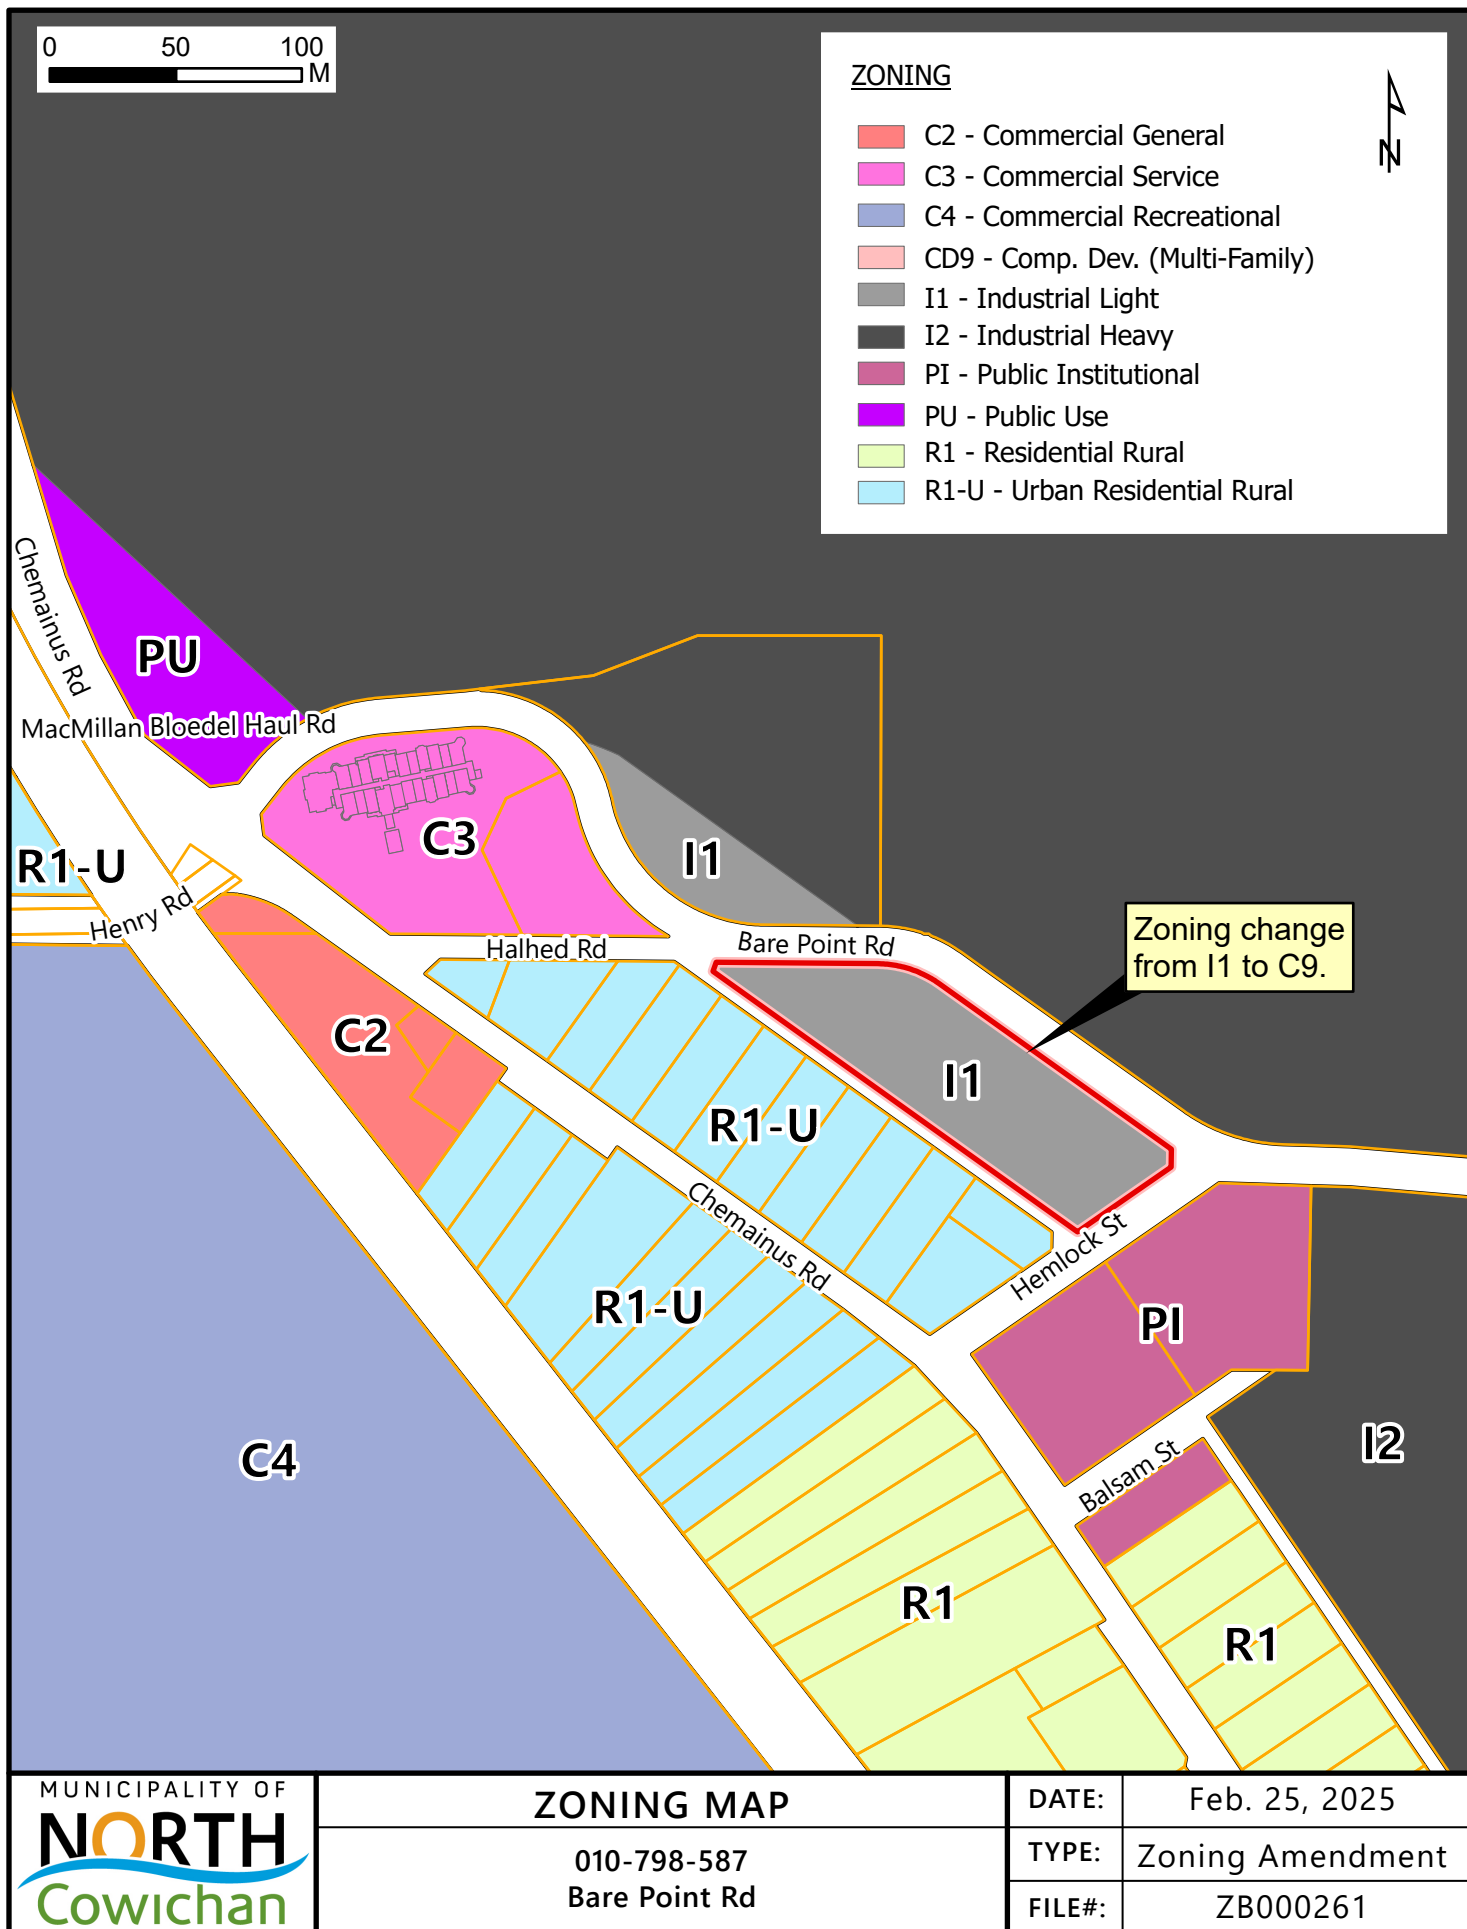 0 50 100
M
ZONING
N
C2 - Commercial General
C3 - Commercial Service
C4 - Commercial Recreational
CD9 - Comp. Dev. (Multi-Family)
I1 - Industrial Light
I2 - Industrial Heavy
PI - Public Institutional
PU - Public Use
R1 - Residential Rural
R1-U - Urban Residential Rural
Chemainus Rd
PU
MacMillan Bloedel Haul Rd
C3
I1
R1-U
Henry Rd
Halhed Rd
Bare Point Rd
Zoning change
from I1 to C9.
C2
I1
R1-U
Chemainus Rd
Hemlock St
R1-U
PI
C4
I2
Balsam St
R1
R1
MUNICIPALITY OF
NORTH
Cowichan
ZONING MAP
010-798-587
Bare Point Rd
DATE: Feb. 25, 2025
TYPE: Zoning Amendment
FILE#: ZB000261